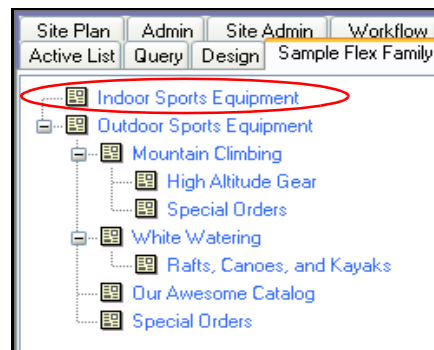 Site Plan Admin Site Admin Workflow
Active List Query Design Sample Flex Family
Indoor Sports Equipment
Outdoor Sports Equipment
Mountain Climbing
High Altitude Gear
Special Orders
White Watering
Rafts, Canoes, and Kayaks
Our Awesome Catalog
Special Orders